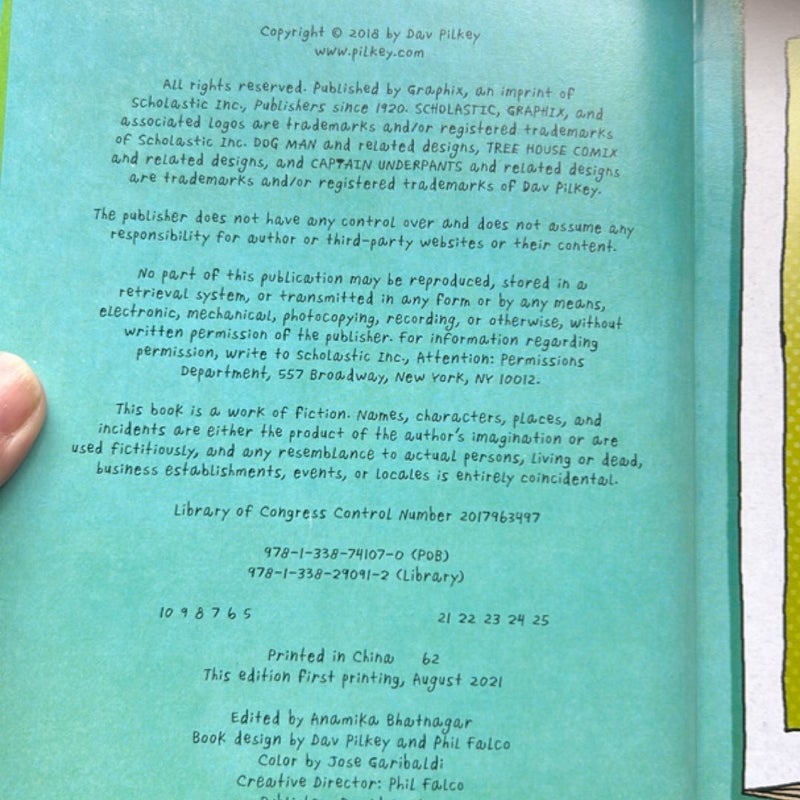 Copyright © 2018 by Dav Pilkey
www.pilkey.com
All rights reserved. Published by Graphix, an imprint of
Scholastic Inc., Publishers since 1920. SCHOLASTIC, GRAPHIX, and
associated logos are trademarks and/or registered trademarks
of Scholastic Inc. DOG MAN and related designs, TREE HOUSE COMIX
and related designs, and CAPTAIN UNDERPANTS and related designs
are trademarks and/or registered trademarks of Dav Pilkey.
The publisher does not have any control over and does not assume any
responsibility for author or third-party websites or their content.
No part of this publication may be reproduced, stored in a
retrieval system, or transmitted in any form or by any means,
electronic, mechanical, photocopying, recording, or otherwise, without
written permission of the publisher. For information regarding
permission, write to Scholastic Inc., Attention: Permissions
Department, 557 Broadway, New York, NY 10012.
This book is a work of fiction. Names, characters, places, and
incidents are either the product of the author's imagination or are
used fictitiously, and any resemblance to actual persons, living or dead,
business establishments, events, or locales is entirely coincidental.
Library of Congress Control Number 2017963497
978-1-338-74107-0 (POB)
978-1-338-29091-2 (Library)
10 9 8 7 6 5 21 22 23 24 25
Printed in China 62
This edition first printing, August 2021
Edited by Anamika Bhatnagar
Book design by Dav Pilkey and Phil Falco
Color by Jose Garibaldi
Creative Director: Phil Falco